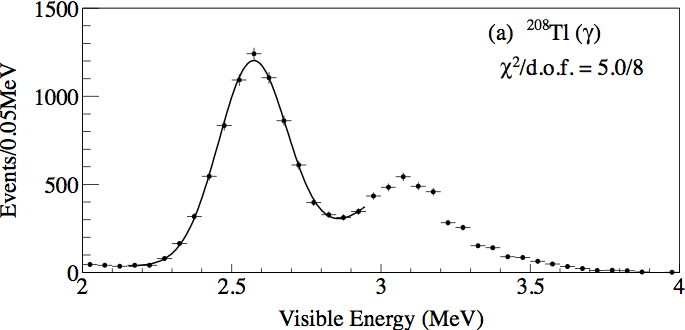 1500
(a) ²⁰⁸Tl (γ)
χ²/d.o.f. = 5.0/8
1000
Events/0.05MeV
500
0
2 2.5 3 3.5 4
Visible Energy (MeV)